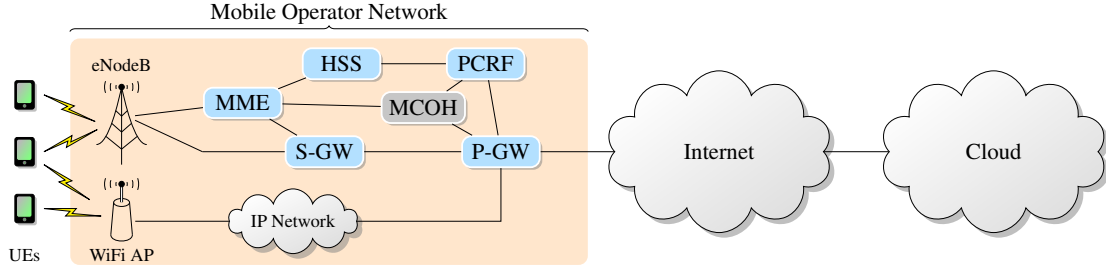 Mobile Operator Network
eNodeB
HSS
PCRF
MME
MCOH
S-GW
P-GW
Internet
Cloud
IP Network
UEs
WiFi AP